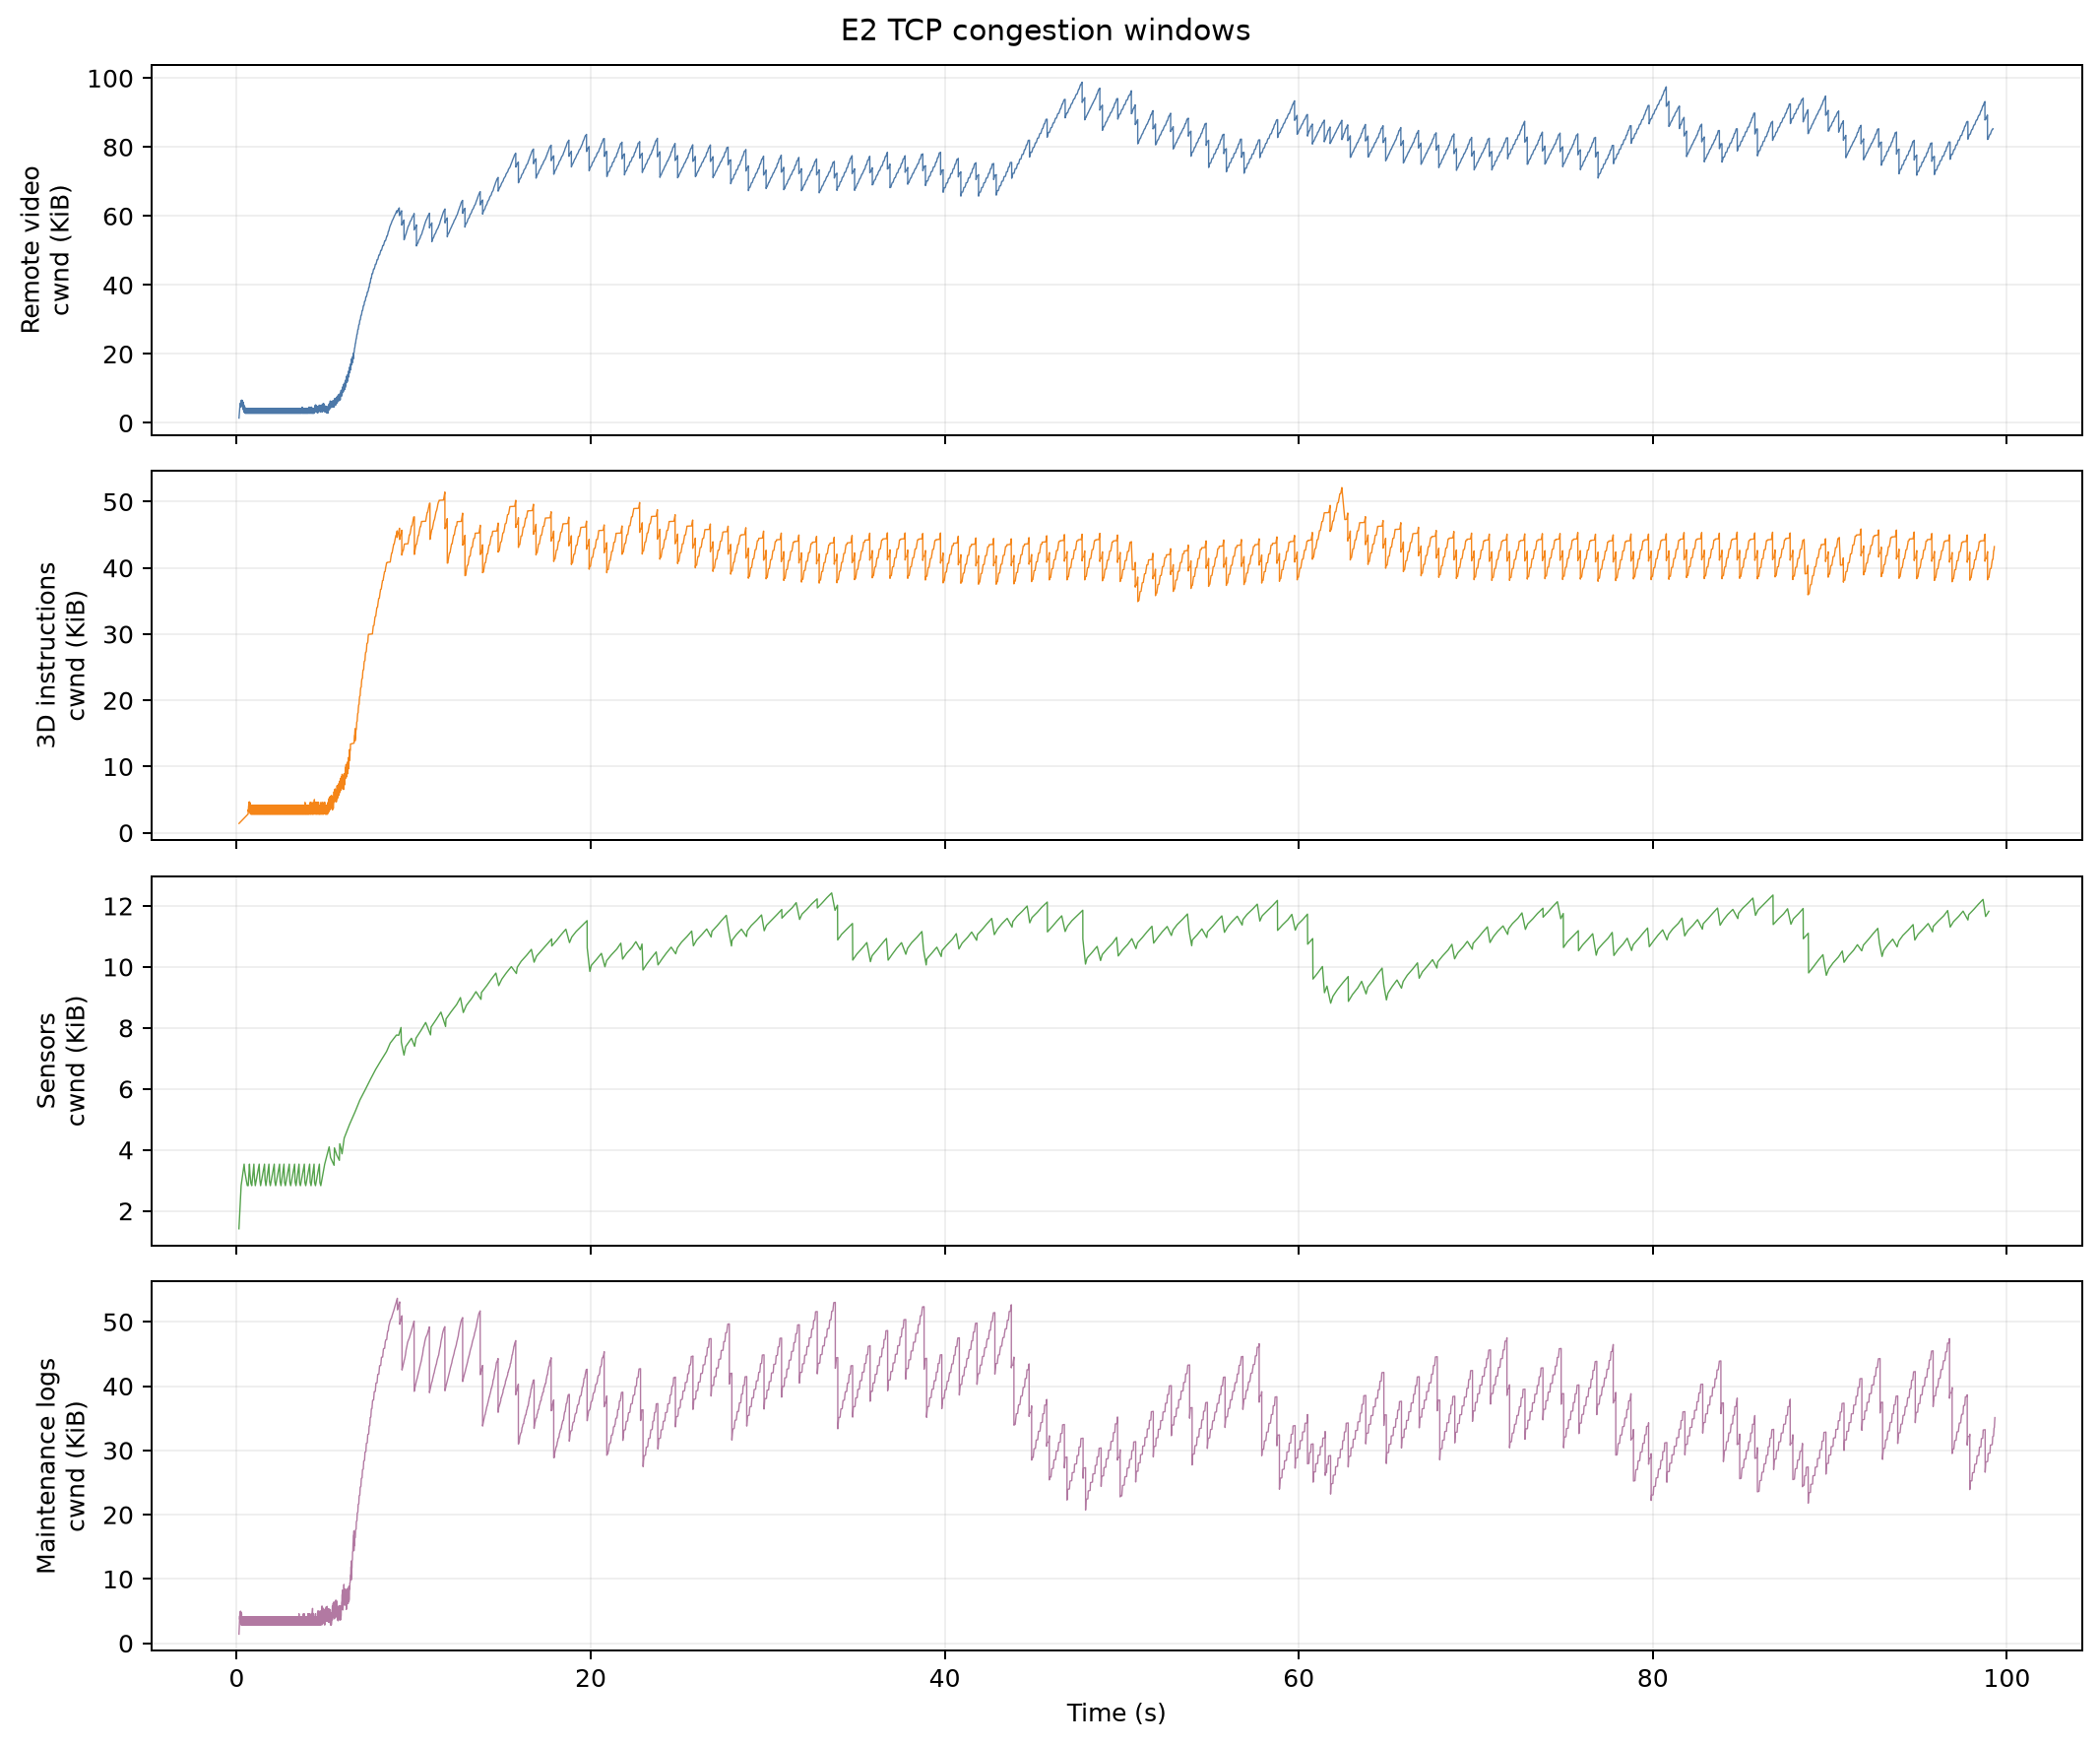 E2 TCP congestion windows
Remote video
cwnd (KiB)
100
80
60
40
20
0
3D instructions
cwnd (KiB)
50
40
30
20
10
0
Sensors
cwnd (KiB)
12
10
8
6
4
2
Maintenance logs
cwnd (KiB)
50
40
30
20
10
0
0 20 40 60 80 100
Time (s)